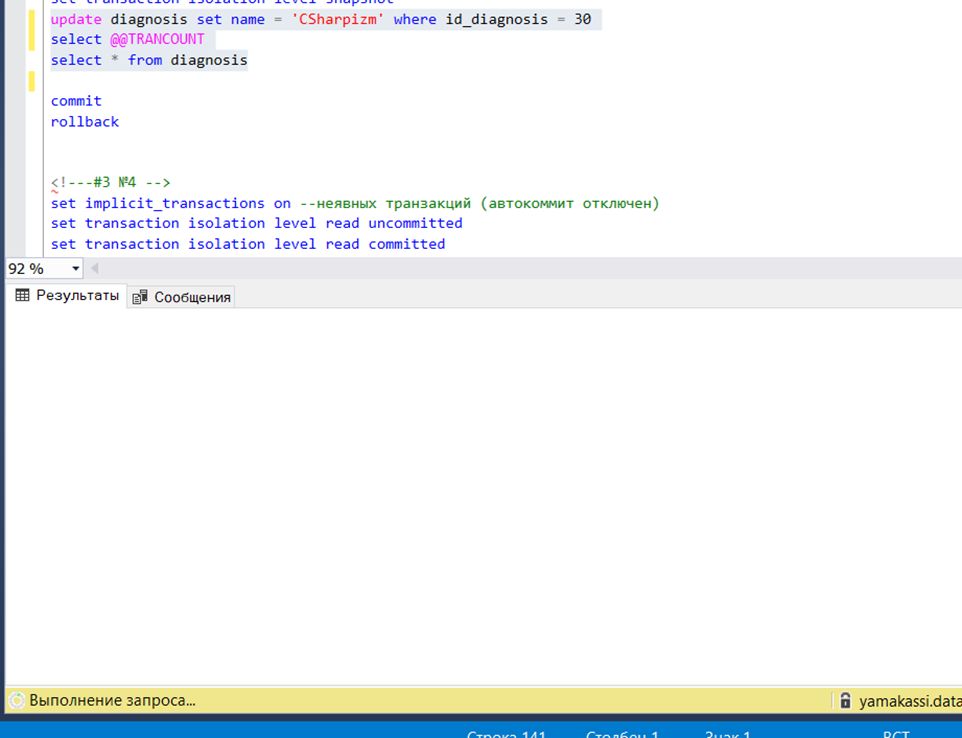 set transaction isolation level snapshot
update diagnosis set name = 'CSharpizm' where id_diagnosis = 30
select @@TRANCOUNT
select * from diagnosis
commit
rollback
<!---#3 №4 -->
set implicit_transactions on --неявных транзакций (автокоммит отключен)
set transaction isolation level read uncommitted
set transaction isolation level read committed
92 %
Результаты Сообщения
Выполнение запроса... yamakassi.data
Строка 141 Столбец 1 Знак 1 ВСТ